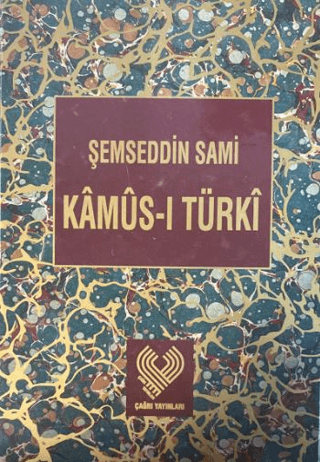 ŞEMSEDDİN SAMİ
KÂMÛS-I TÜRKÎ
ÇAĞRI YAYINLARI